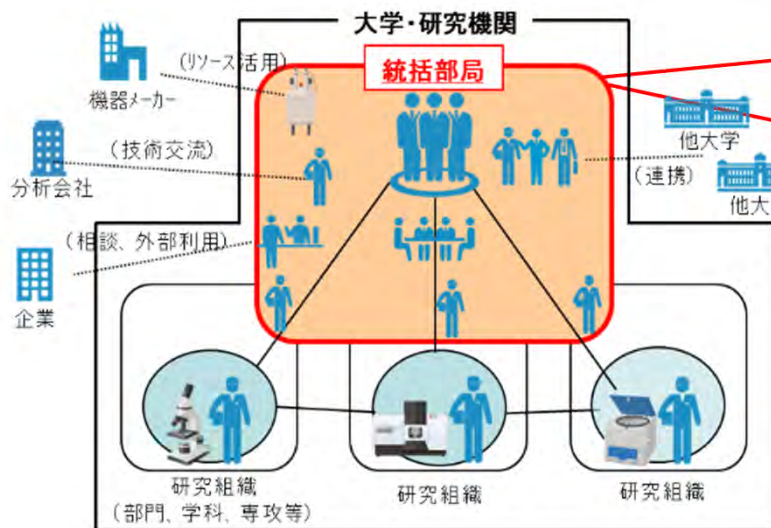 大学・研究機関
統括部局
(リソース活用)
機器メーカー
(技術交流)
分析会社
(相談、外部利用)
企業
他大学
(連携)
他大
研究組織
(部門、学科、専攻等)
研究組織
研究組織